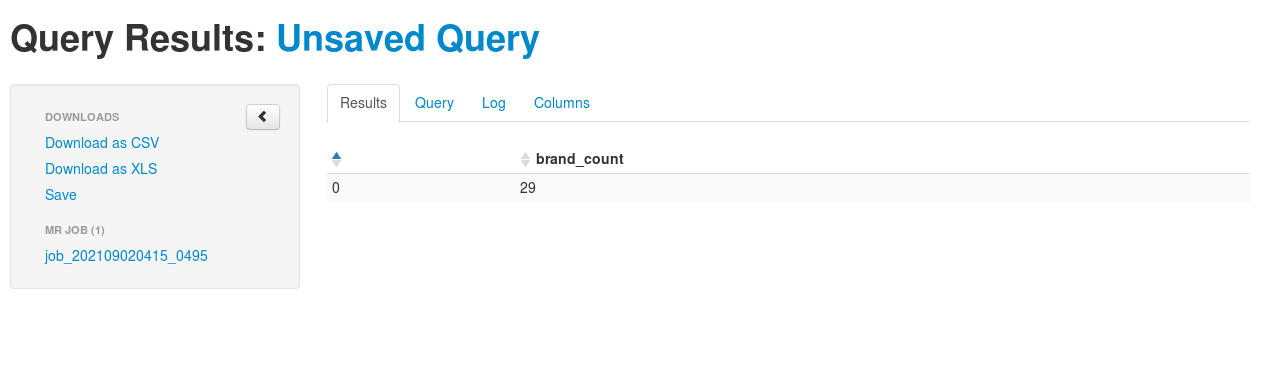 Query Results: Unsaved Query
DOWNLOADS
Download as CSV
Download as XLS
Save
MR JOB (1)
job_202109020415_0495
Results Query Log Columns
brand_count
0 29